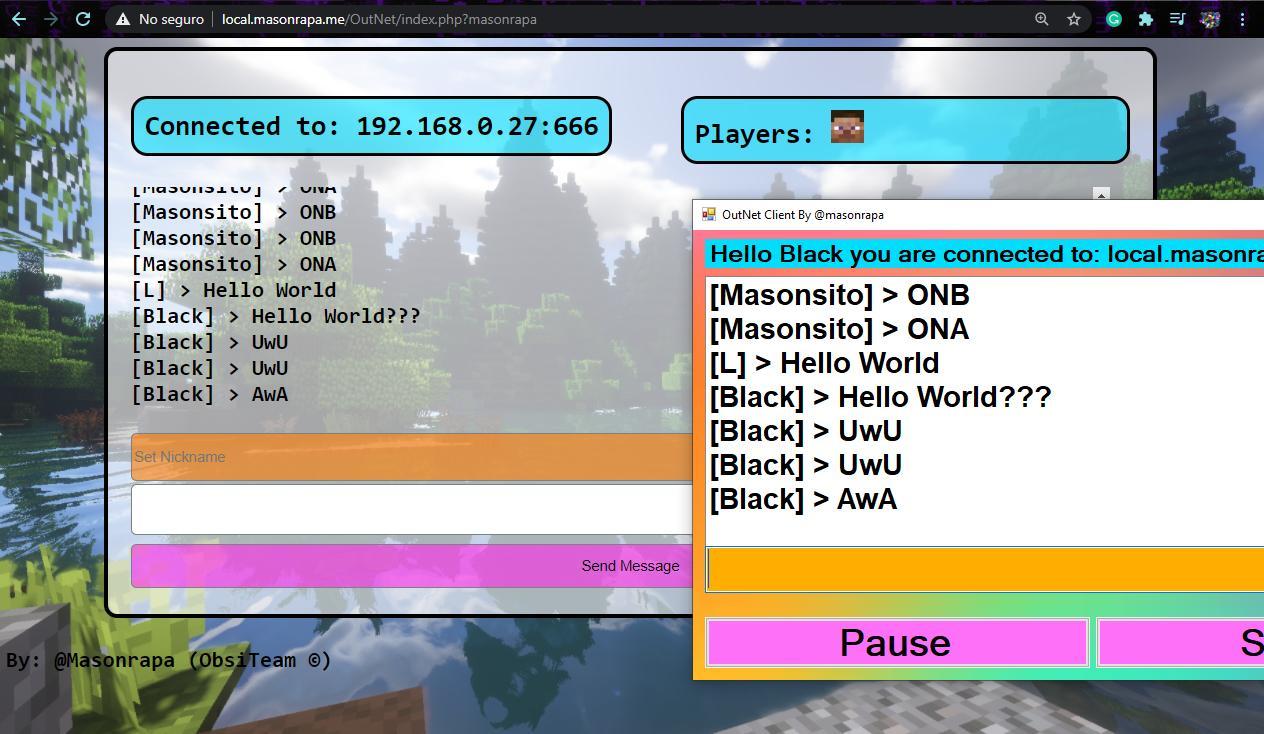 No seguro
local.masonrapa.me/OutNet/index.php?masonrapa
Connected to: 192.168.0.27:666
Players:
[Masonsito] > ONA
[Masonsito] > ONB
[Masonsito] > ONB
[Masonsito] > ONA
[L] > Hello World
[Black] > Hello World???
[Black] > UwU
[Black] > UwU
[Black] > AwA
Set Nickname
Send Message
By: @Masonrapa (ObsiTeam ©)
OutNet Client By @masonrapa
Hello Black you are connected to: local.masonra
[Masonsito] > ONB
[Masonsito] > ONA
[L] > Hello World
[Black] > Hello World???
[Black] > UwU
[Black] > UwU
[Black] > AwA
Pause
S